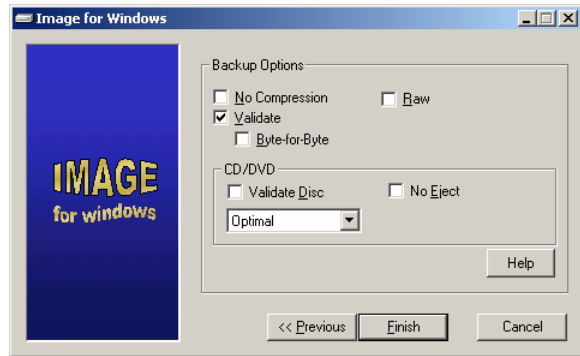 Image for Windows
Backup Options
No Compression
Raw
Validate
Byte-for-Byte
IMAGE
for windows
CD/DVD
Validate Disc
No Eject
Optimal
Help
<< Previous
Finish
Cancel